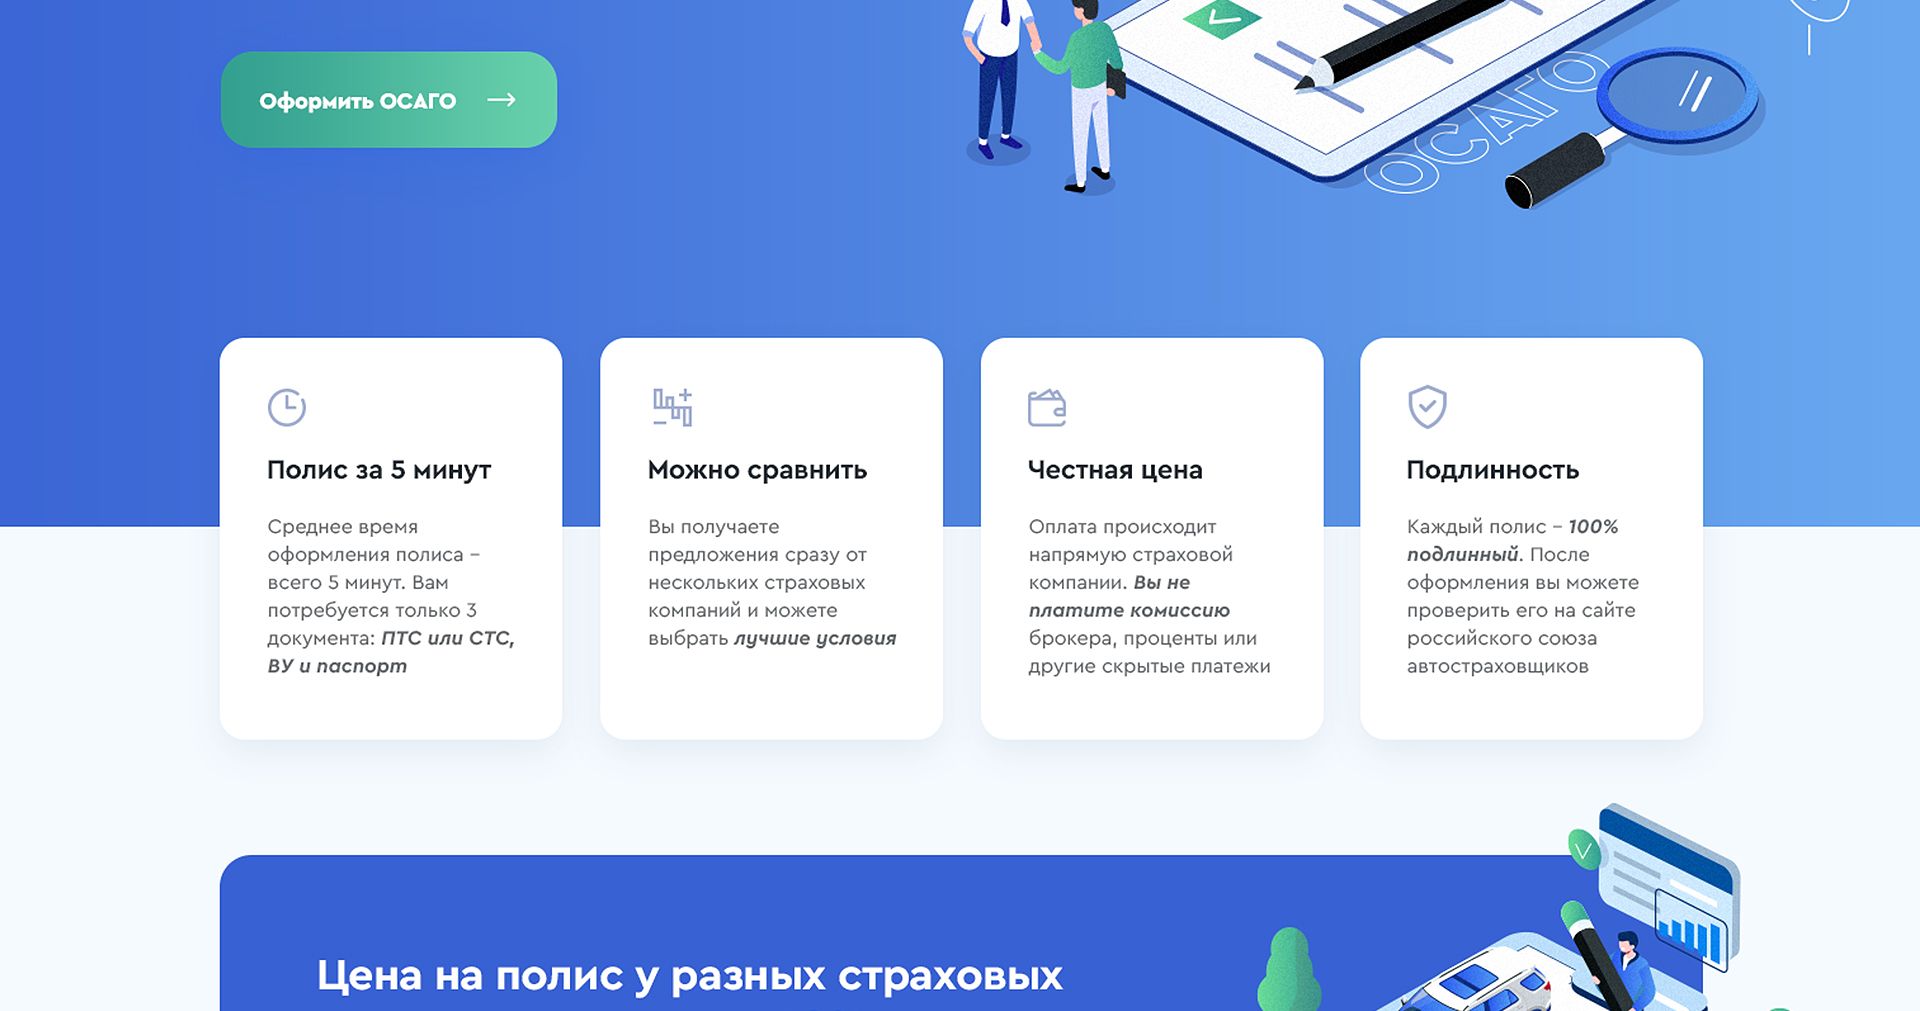 Оформить ОСАГО
ОСАГО
Полис за 5 минут
Среднее время
оформления полиса –
всего 5 минут. Вам
потребуется только 3
документа: ПТС или СТС,
ВУ и паспорт
Можно сравнить
Вы получаете
предложения сразу от
нескольких страховых
компаний и можете
выбрать лучшие условия
Честная цена
Оплата происходит
напрямую страховой
компании. Вы не
платите комиссию
брокера, проценты или
другие скрытые платежи
Подлинность
Каждый полис – 100%
подлинный. После
оформления вы можете
проверить его на сайте
российского союза
автостраховщиков
Цена на полис у разных страховых